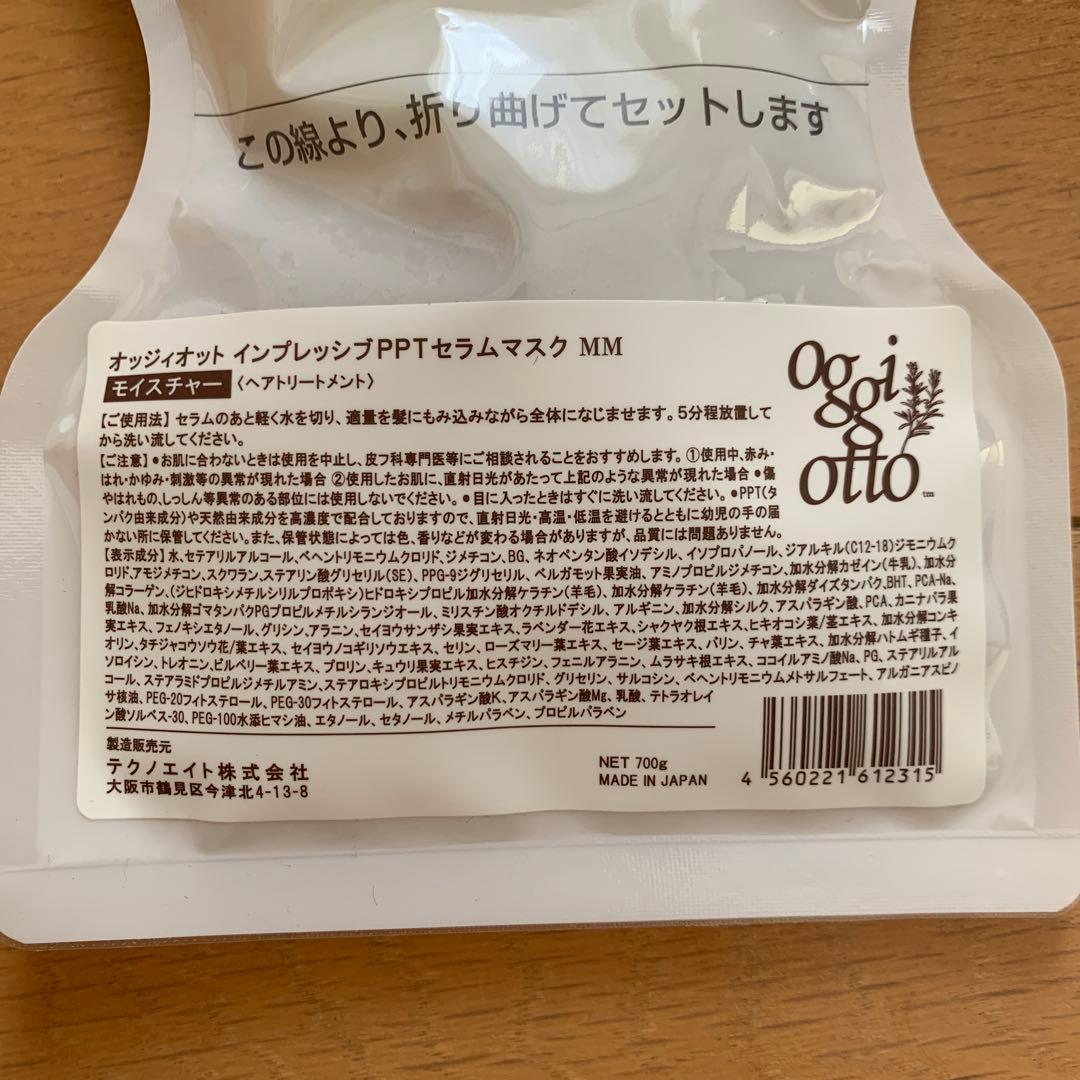 この線より、折り曲げてセットします
オッジィオット インプレッシブPPTセラムマスク MM
モイスチャー 〈ヘアトリートメント〉
oggi otto™
【ご使用法】セラムのあと軽く水を切り、適量を髪にもみ込みながら全体になじませます。5分程放置して
から洗い流してください。
【ご注意】●お肌に合わないときは使用を中止し、皮フ科専門医等にご相談されることをおすすめします。①使用中、赤み・
はれ・かゆみ・刺激等の異常が現れた場合 ②使用したお肌に、直射日光があたって上記のような異常が現れた場合 ●傷
やはれもの、しっしん等異常のある部位には使用しないでください。●目に入ったときはすぐに洗い流してください。●PPT(タ
ンパク由来成分)や天然由来成分を高濃度で配合しておりますので、直射日光・高温・低温を避けるとともに幼児の手の届
かない所に保管してください。また、保管状態によっては色、香りなどが変わる場合がありますが、品質には問題ありません。
【表示成分】水、セテアリルアルコール、ベヘントリモニウムクロリド、ジメチコン、BG、ネオペンタン酸イソデシル、イソプロパノール、ジアルキル(C12-18)ジモニウムク
ロリド、アモジメチコン、スクワラン、ステアリン酸グリセリル(SE)、PPG-9ジグリセリル、ベルガモット果実油、アミノプロピルジメチコン、加水分解カゼイン(牛乳)、加水分
解コラーゲン、(ジヒドロキシメチルシリルプロポキシ)ヒドロキシプロピル加水分解ケラチン(羊毛)、加水分解ケラチン(羊毛)、加水分解ダイズタンパク、BHT、PCA-Na、
乳酸Na、加水分解ゴマタンパクPGプロピルメチルシランジオール、ミリスチン酸オクチルドデシル、アルギニン、加水分解シルク、アスパラギン酸、PCA、カニナバラ果
実エキス、フェノキシエタノール、グリシン、アラニン、セイヨウサンザシ果実エキス、ラベンダー花エキス、シャクヤク根エキス、ヒキオコシ葉/茎エキス、加水分解コンキ
オリン、タチジャコウソウ花/葉エキス、セイヨウノコギリソウエキス、セリン、ローズマリー葉エキス、セージ葉エキス、バリン、チャ葉エキス、加水分解ハトムギ種子、イ
ソロイシン、トレオニン、ビルベリー葉エキス、プロリン、キュウリ果実エキス、ヒスチジン、フェニルアラニン、ムラサキ根エキス、ココイルアミノ酸Na、PG、ステアリルアル
コール、ステアラミドプロピルジメチルアミン、ステアロキシプロピルトリモニウムクロリド、グリセリン、サルコシン、ベヘントリモニウムメトサルフェート、アルガニアスピノ
サ核油、PEG-20フィトステロール、PEG-30フィトステロール、アスパラギン酸K、アスパラギン酸Mg、乳酸、テトラオレイ
ン酸ソルベス-30、PEG-100水添ヒマシ油、エタノール、セタノール、メチルパラベン、プロピルパラベン
製造販売元
テクノエイト株式会社
大阪市鶴見区今津北4-13-8
NET 700g
MADE IN JAPAN
4 560221 612315